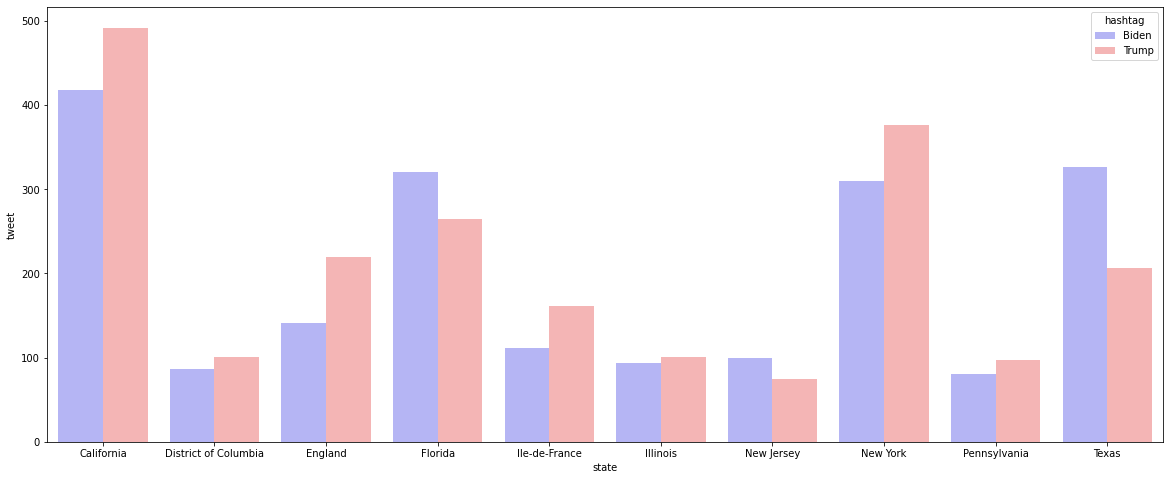 hashtag
Biden
Trump
tweet
500
400
300
200
100
0
California District of Columbia England Florida Ile-de-France Illinois New Jersey New York Pennsylvania Texas
state